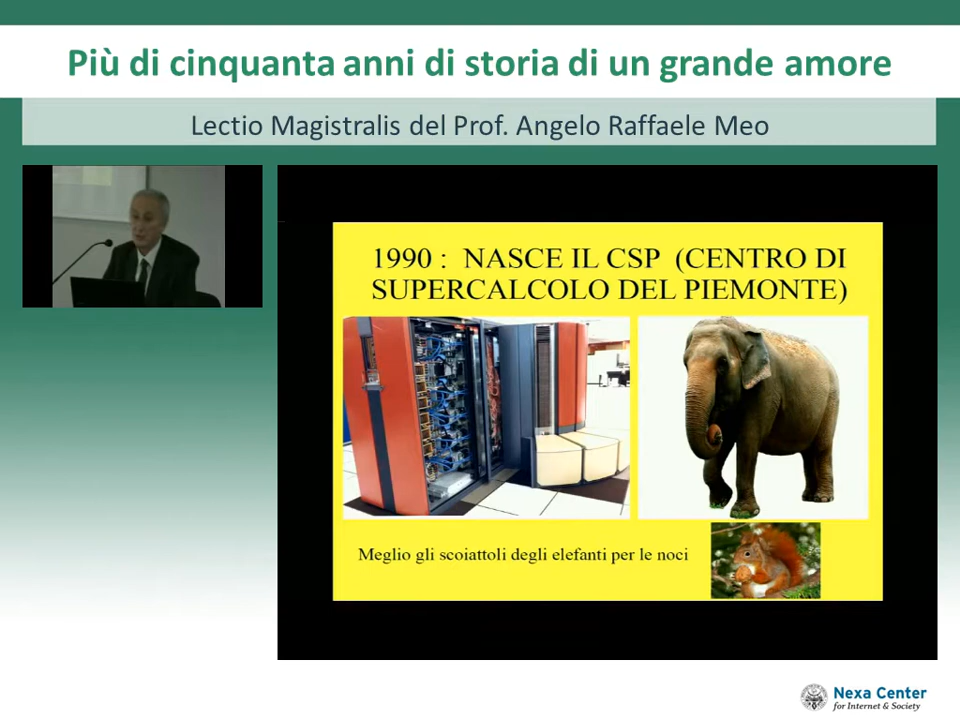 Più di cinquanta anni di storia di un grande amore
Lectio Magistralis del Prof. Angelo Raffaele Meo
1990 : NASCE IL CSP (CENTRO DI
SUPERCALCOLO DEL PIEMONTE)
Meglio gli scoiattoli degli elefanti per le noci
Nexa Center
for Internet & Society